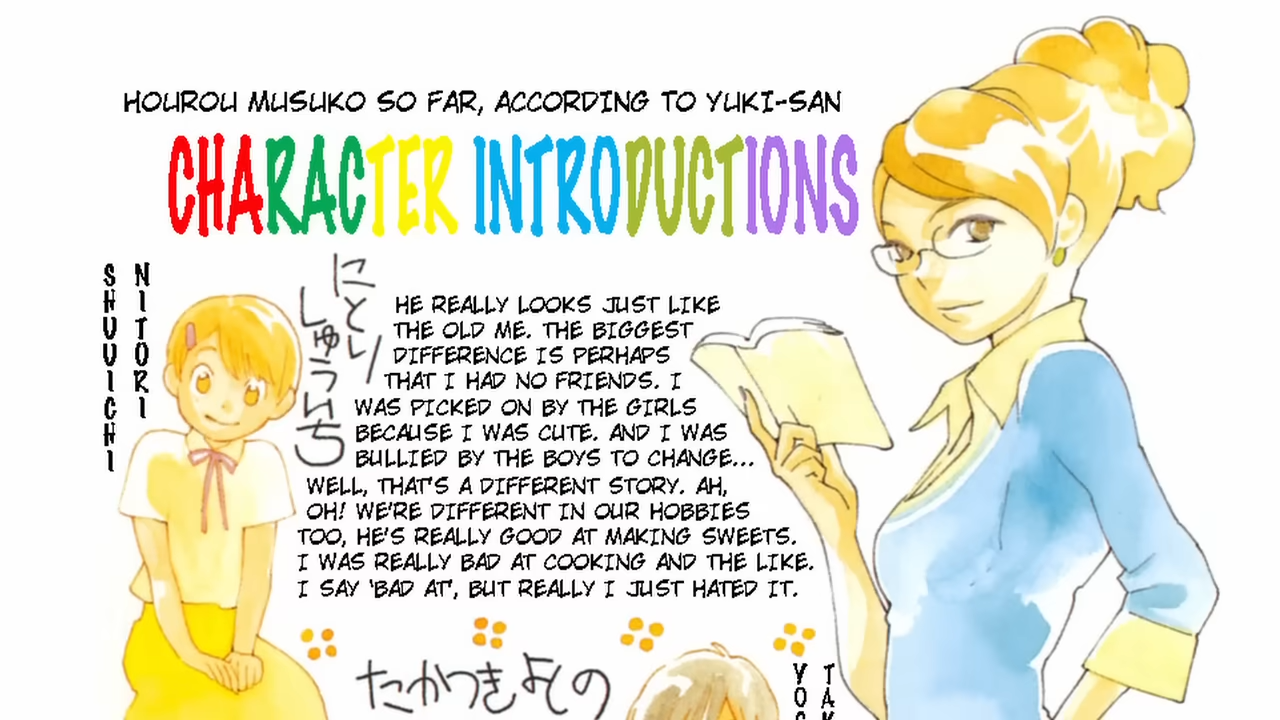 HOUROU MUSUKO SO FAR, ACCORDING TO YUKI-SAN
CHARACTER INTRODUCTIONS
NITORI
SHUUICHI
にとり
しゅういち
HE REALLY LOOKS JUST LIKE
THE OLD ME. THE BIGGEST
DIFFERENCE IS PERHAPS
THAT I HAD NO FRIENDS. I
WAS PICKED ON BY THE GIRLS
BECAUSE I WAS CUTE. AND I WAS
BULLIED BY THE BOYS TO CHANGE...
WELL, THAT'S A DIFFERENT STORY. AH,
OH! WE'RE DIFFERENT IN OUR HOBBIES
TOO, HE'S REALLY GOOD AT MAKING SWEETS.
I WAS REALLY BAD AT COOKING AND THE LIKE.
I SAY 'BAD AT', BUT REALLY I JUST HATED IT.
たかつきよしの